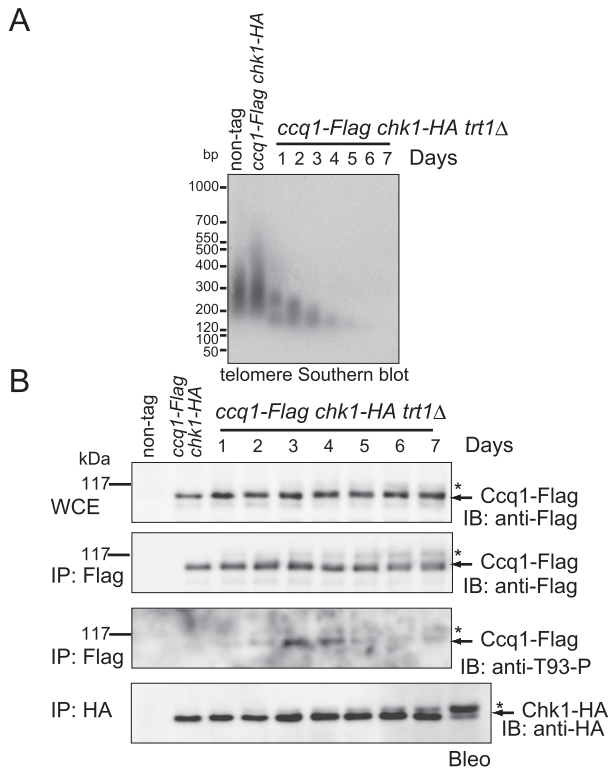 A
non-tag
ccq1-Flag chk1-HA
ccq1-Flag chk1-HA trt1Δ
bp
1 2 3 4 5 6 7 Days
1000
700
550
500
400
300
200
120
100
50
telomere Southern blot
B
non-tag
ccq1-Flag
chk1-HA
ccq1-Flag chk1-HA trt1Δ
1 2 3 4 5 6 7 Days
kDa
117
WCE
*
Ccq1-Flag
IB: anti-Flag
117
IP: Flag
*
Ccq1-Flag
IB: anti-Flag
117
IP: Flag
*
Ccq1-Flag
IB: anti-T93-P
IP: HA
*
Chk1-HA
IB: anti-HA
Bleo